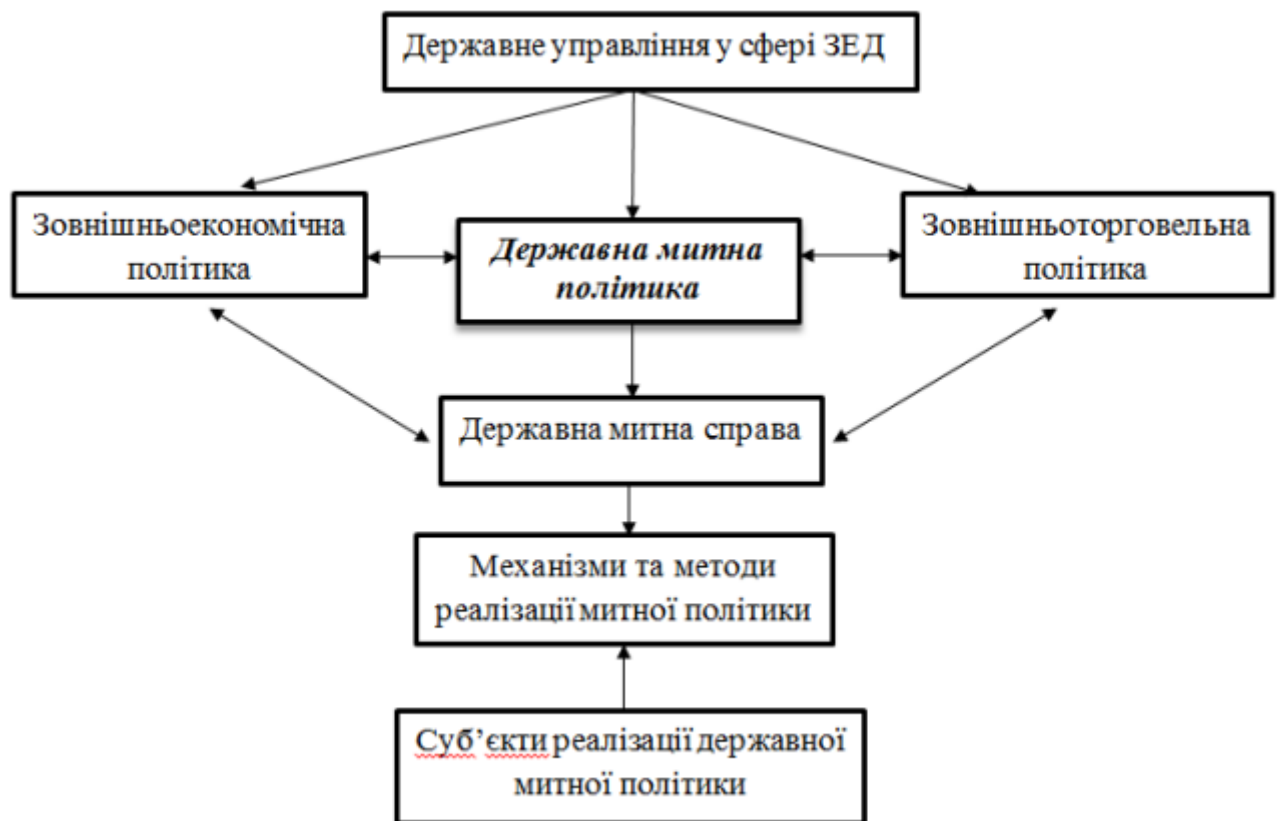 Державне управління у сфері ЗЕД
Зовнішньоекономічна
політика
Державна митна
політика
Зовнішньоторговельна
політика
Державна митна справа
Механізми та методи
реалізації митної політики
Суб’єкти реалізації державної
митної політики